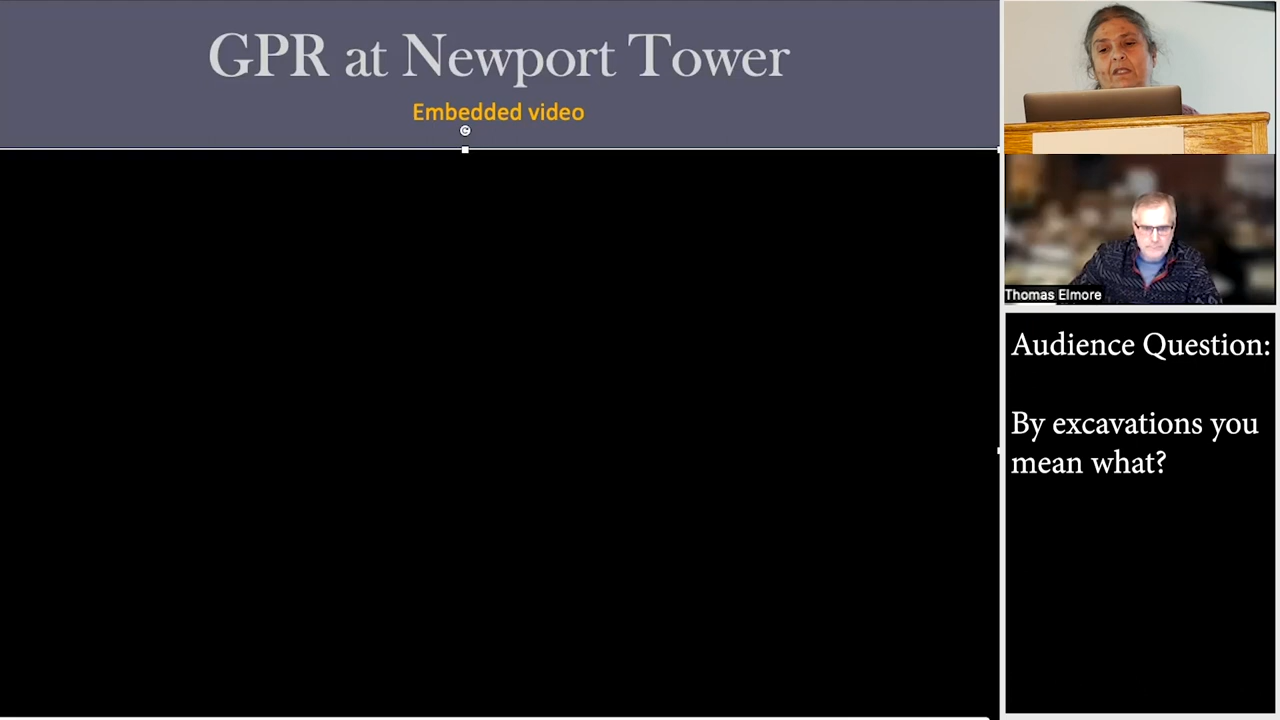 GPR at Newport Tower
Embedded video
Thomas Elmore
Audience Question:
By excavations you
mean what?